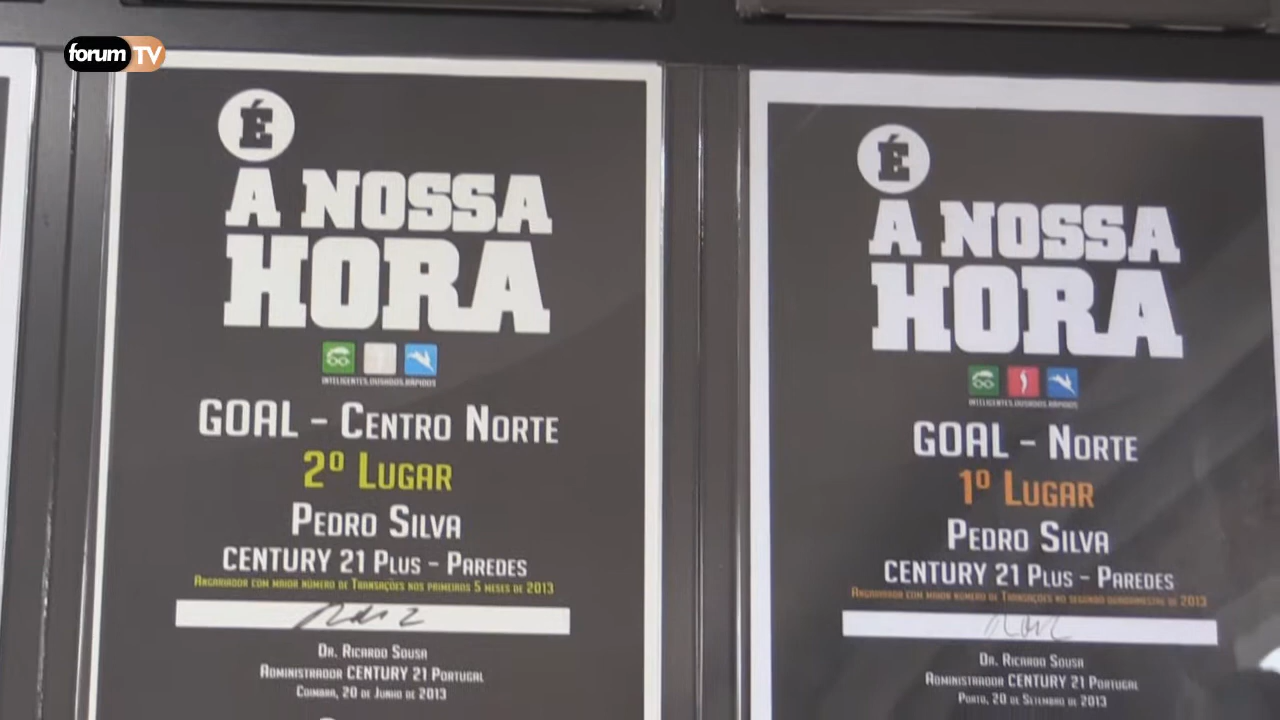 forum TV
É
A NOSSA
HORA
INTELIGENTES.OUSADOS.RÁPIDOS
GOAL – CENTRO NORTE
2º LUGAR
PEDRO SILVA
CENTURY 21 PLUS – PAREDES
ANGARIADOR COM MAIOR NÚMERO DE TRANSAÇÕES NOS PRIMEIROS 5 MESES DE 2013
DR. RICARDO SOUSA
ADMINISTRADOR CENTURY 21 PORTUGAL
COIMBRA, 20 DE JUNHO DE 2013
É
A NOSSA
HORA
INTELIGENTES.OUSADOS.RÁPIDOS
GOAL – NORTE
1º LUGAR
PEDRO SILVA
CENTURY 21 PLUS – PAREDES
ANGARIADOR COM MAIOR NÚMERO DE TRANSAÇÕES NO SEGUNDO QUADRIMESTRE DE 2013
DR. RICARDO SOUSA
ADMINISTRADOR CENTURY 21 PORTUGAL
PORTO, 20 DE SETEMBRO DE 2013